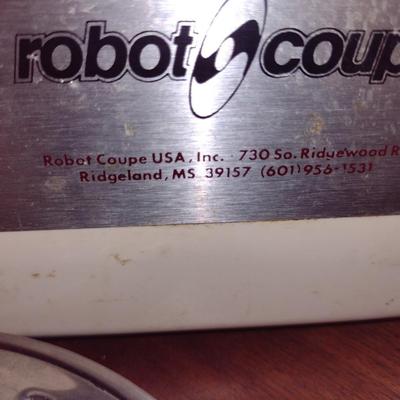 robot coup
Robot Coupe USA, Inc. · 730 So. Ridgewood R
Ridgeland, MS 39157 (601) 956-1531